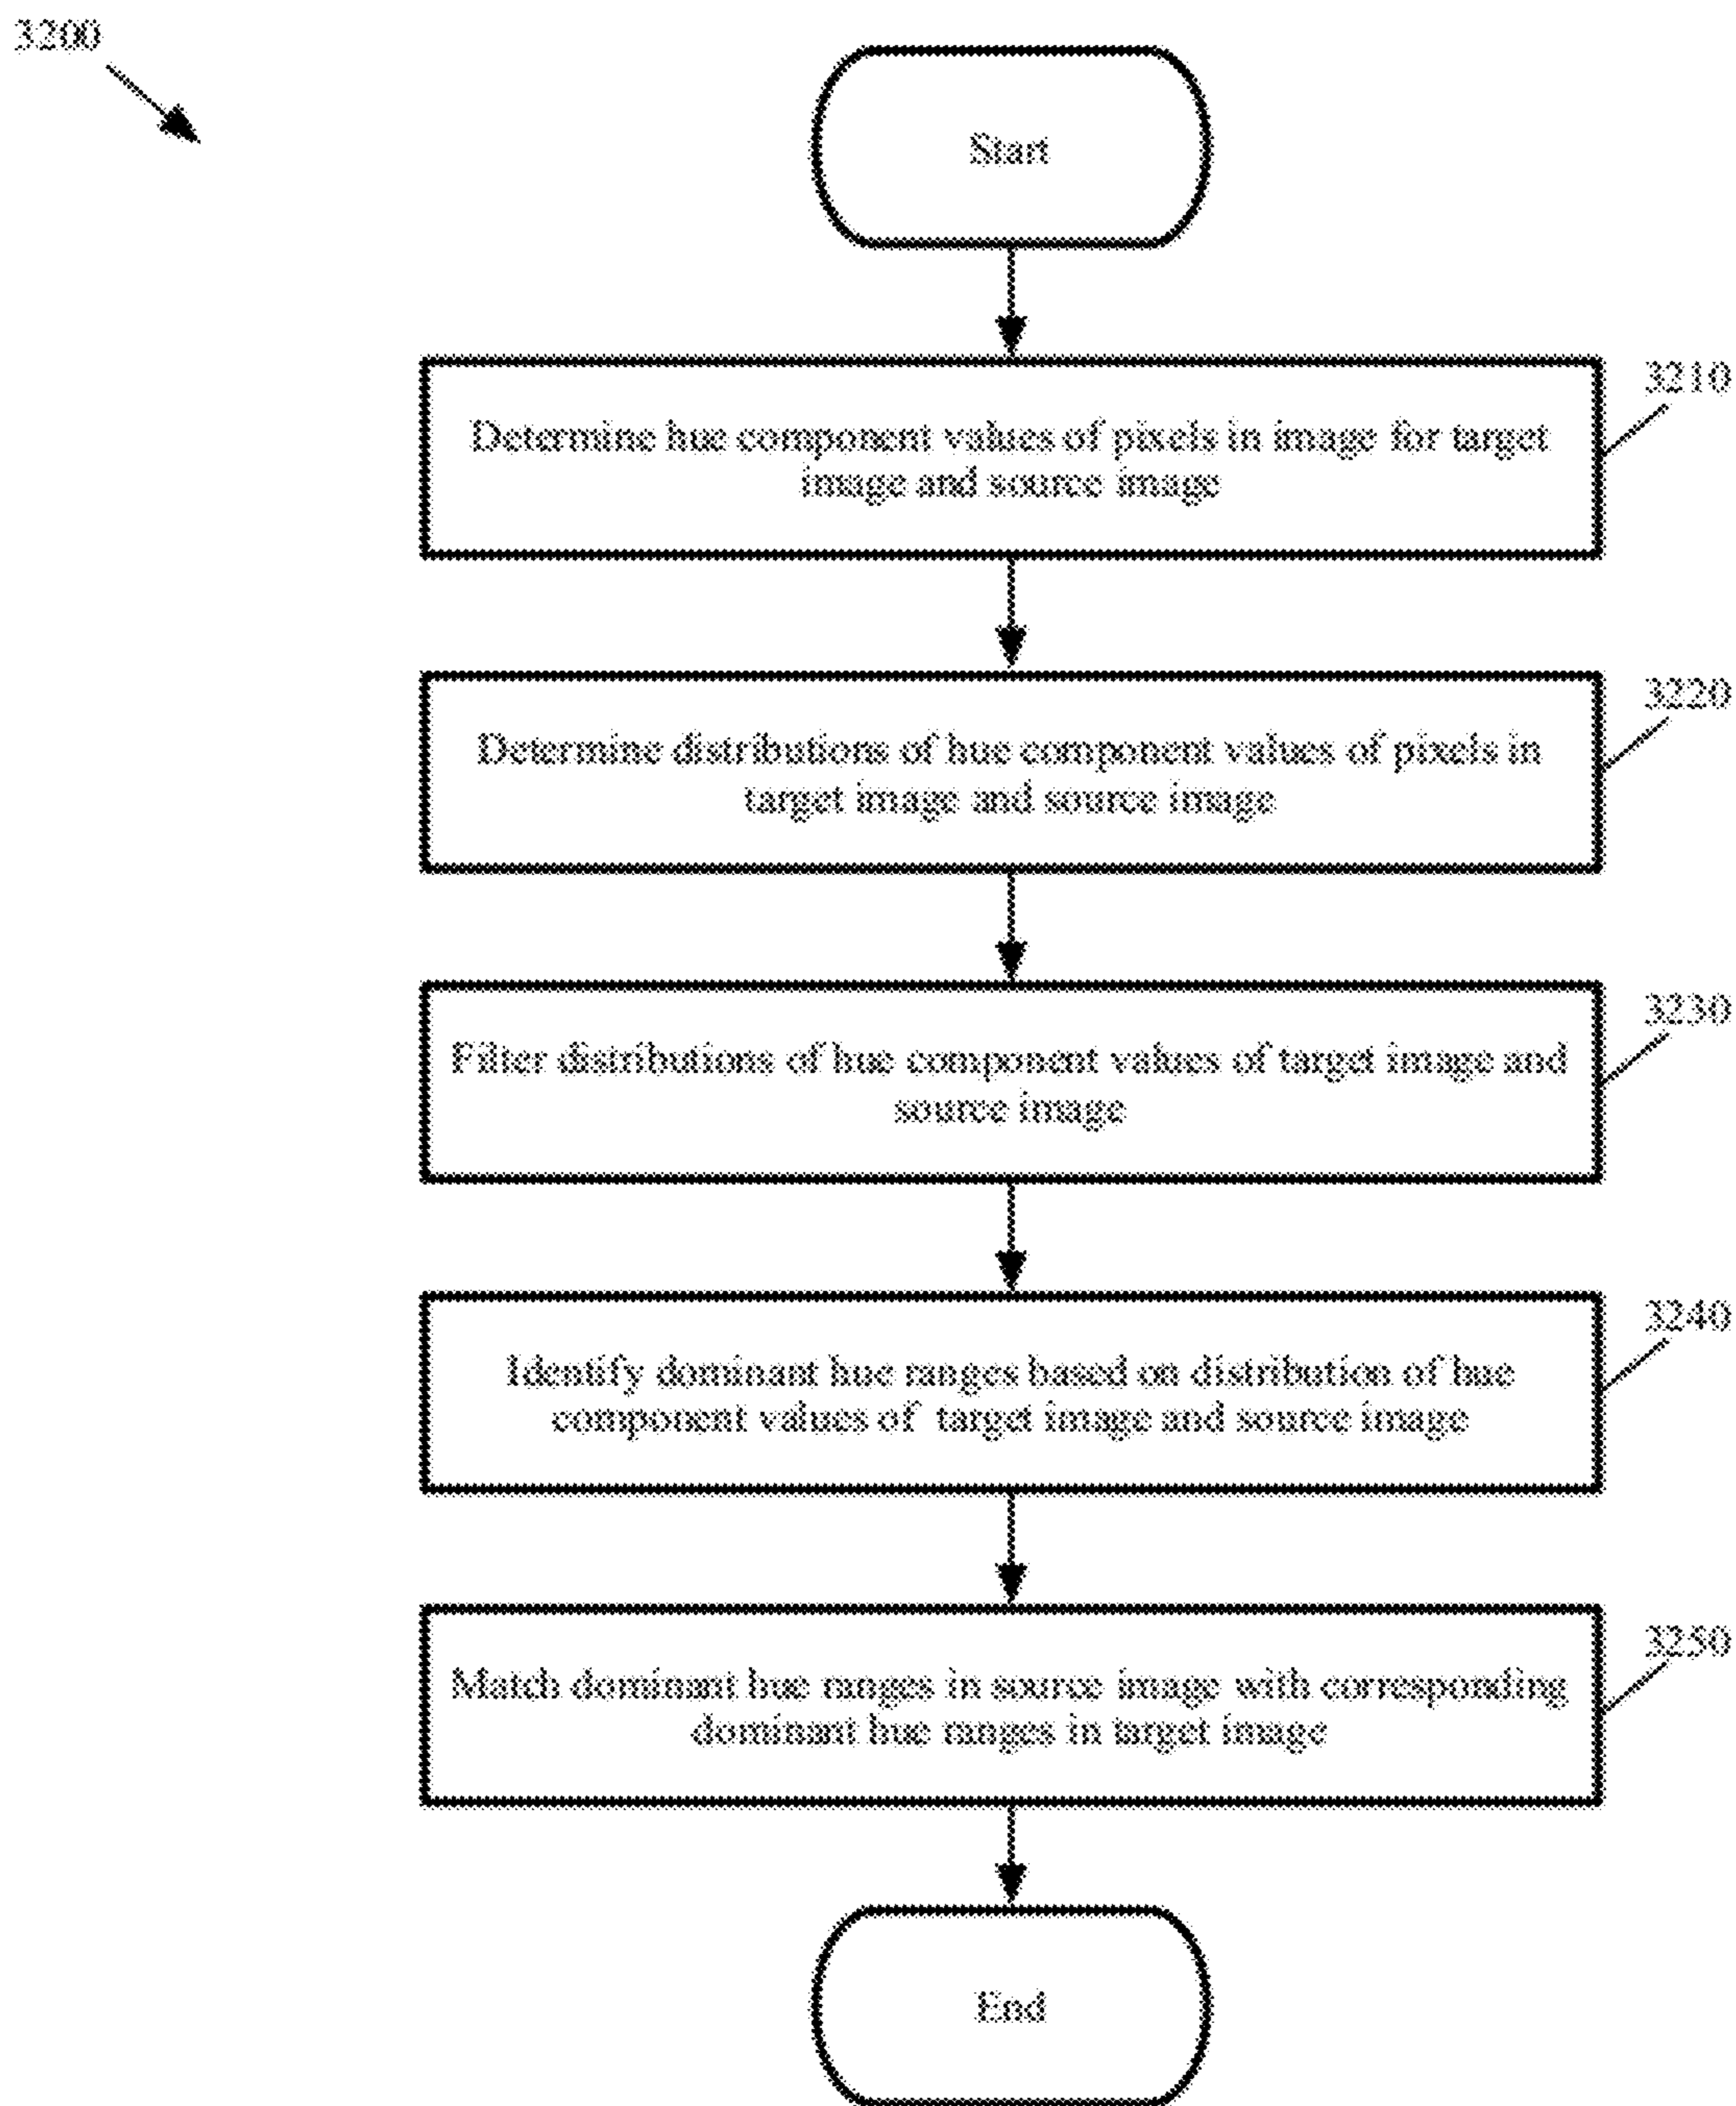 3200
Start
3210
Determine hue component values of pixels in image for target
image and source image
3220
Determine distributions of hue component values of pixels in
target image and source image
3230
Filter distributions of hue component values of target image and
source image
3240
Identify dominant hue ranges based on distribution of hue
component values of target image and source image
3250
Match dominant hue ranges in source image with corresponding
dominant hue ranges in target image
End